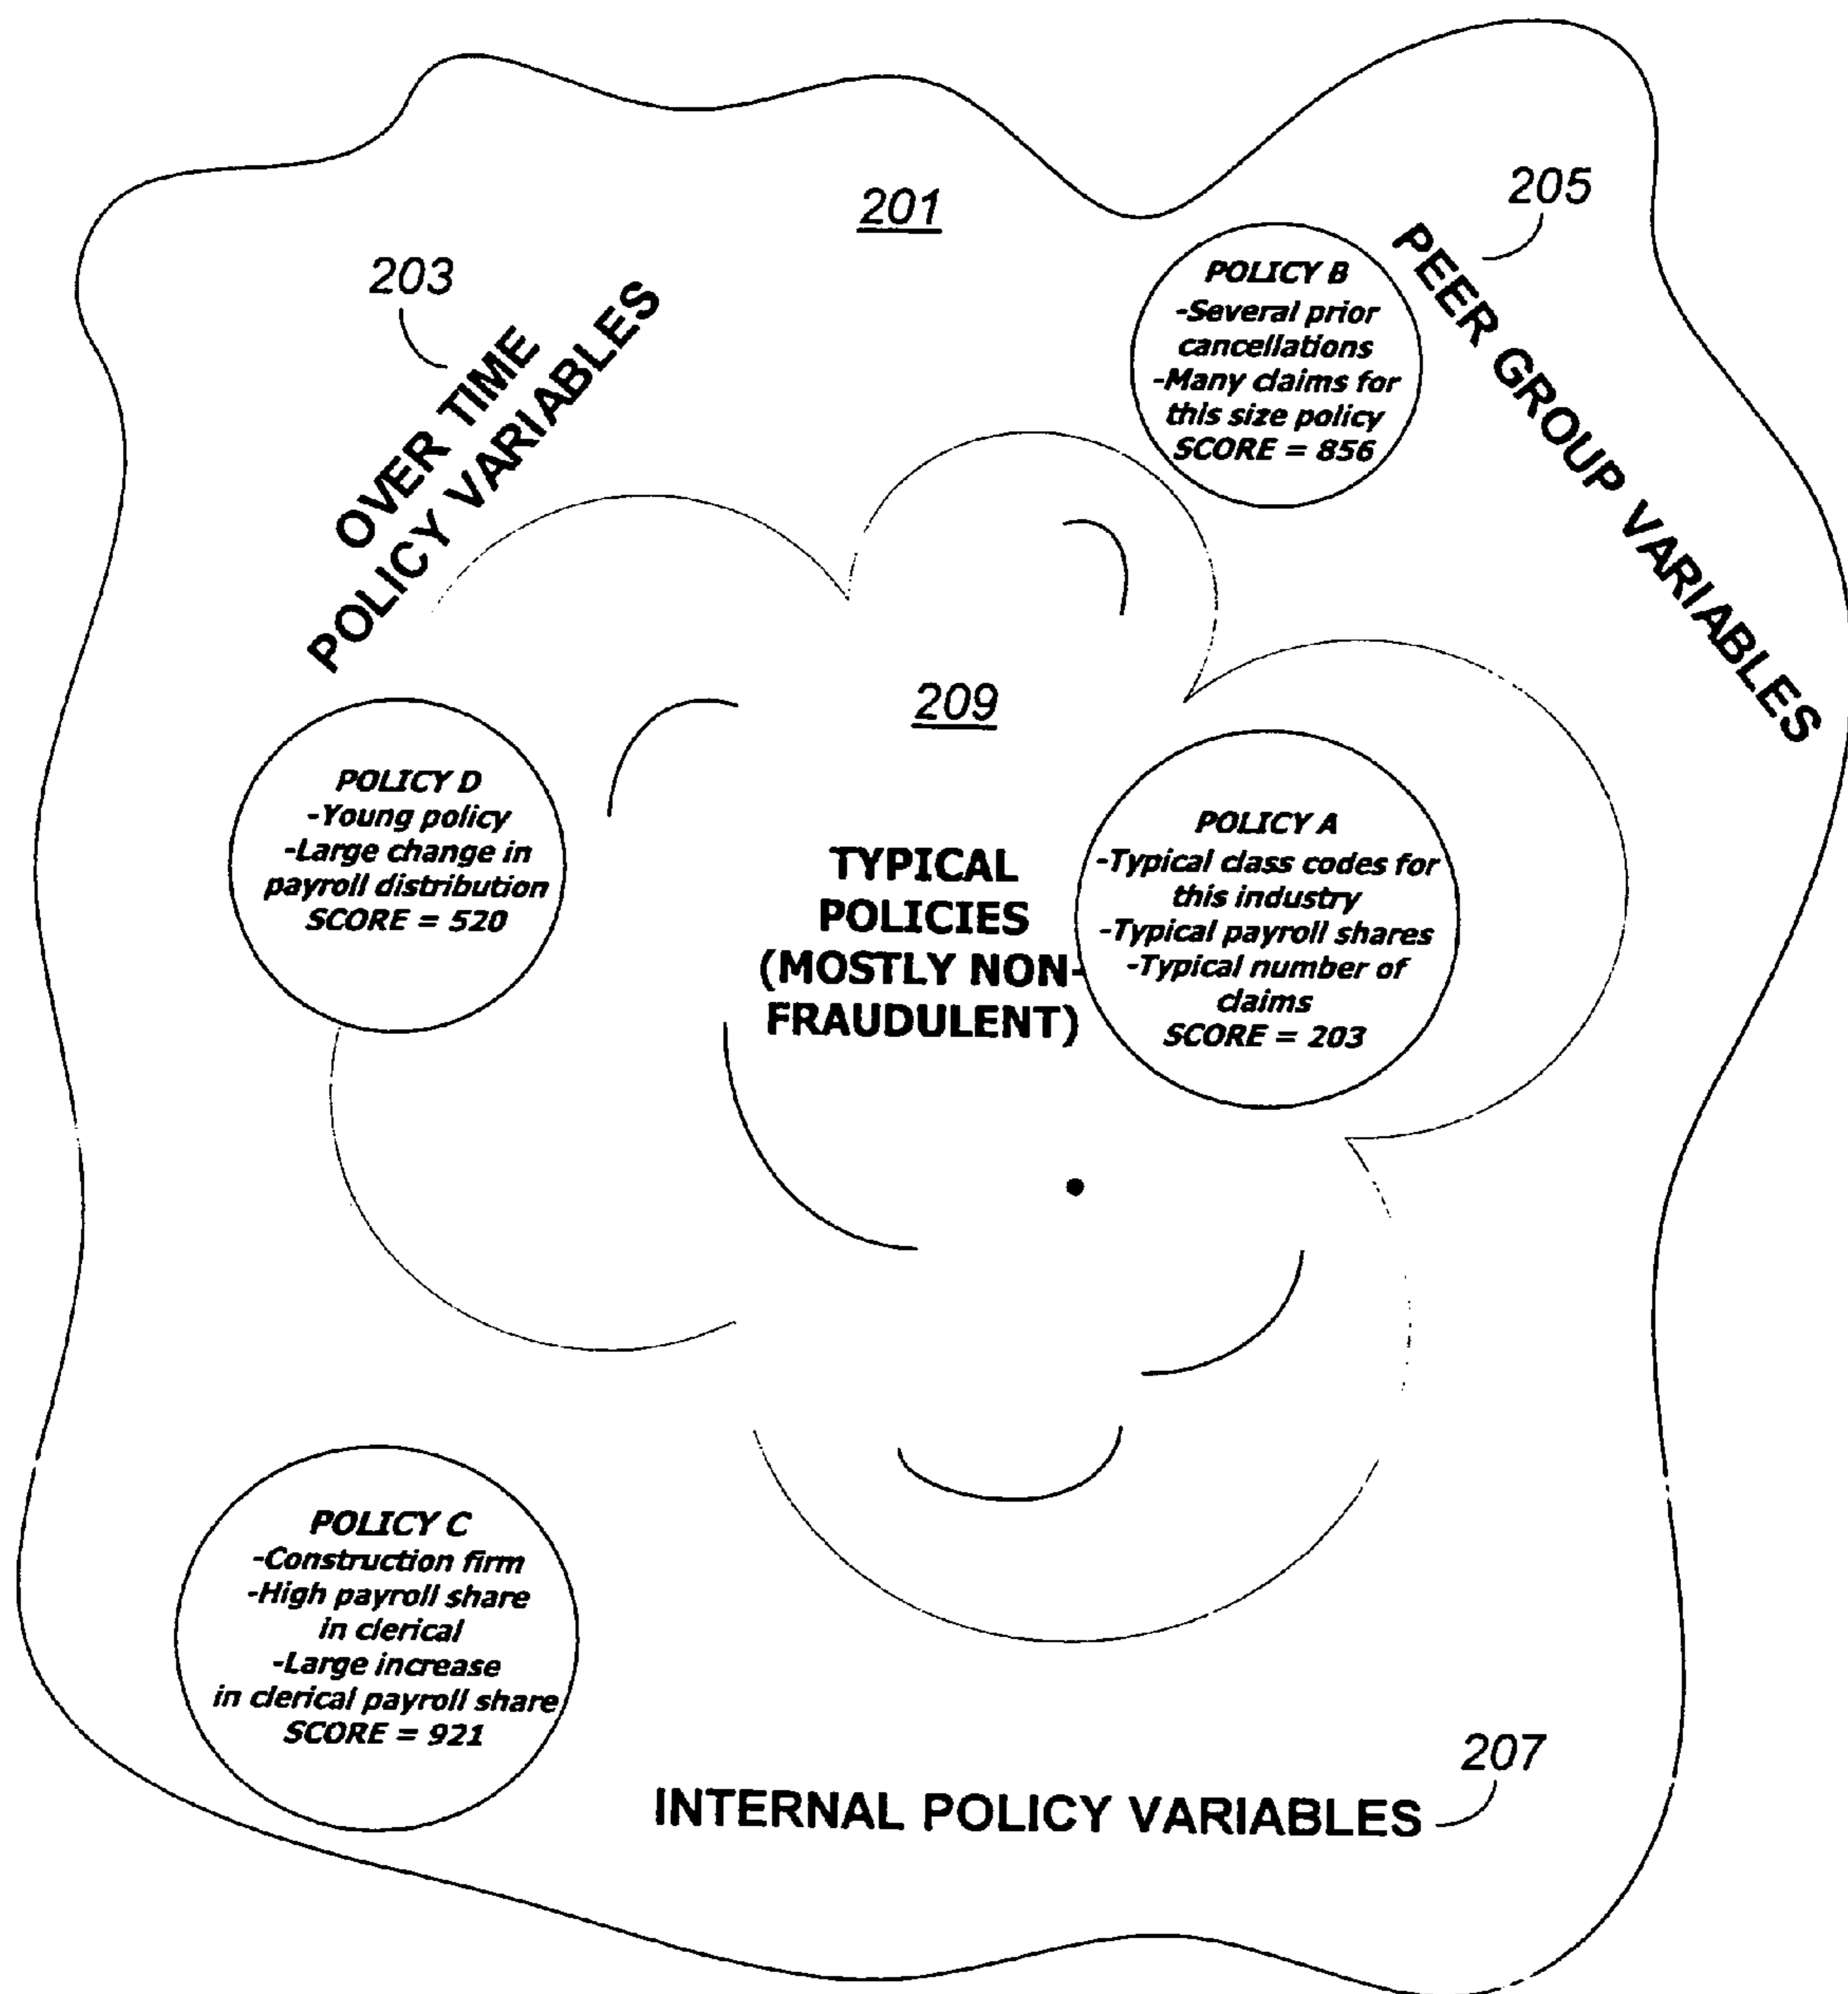 201
205
203
OVER TIME
POLICY VARIABLES
POLICY B
-Several prior
cancellations
-Many claims for
this size policy
SCORE = 856
PEER GROUP VARIABLES
209
POLICY D
-Young policy
-Large change in
payroll distribution
SCORE = 520
TYPICAL
POLICIES
(MOSTLY NON-
FRAUDULENT)
POLICY A
-Typical class codes for
this industry
-Typical payroll shares
-Typical number of
claims
SCORE = 203
POLICY C
-Construction firm
-High payroll share
in clerical
-Large increase
in clerical payroll share
SCORE = 921
207
INTERNAL POLICY VARIABLES